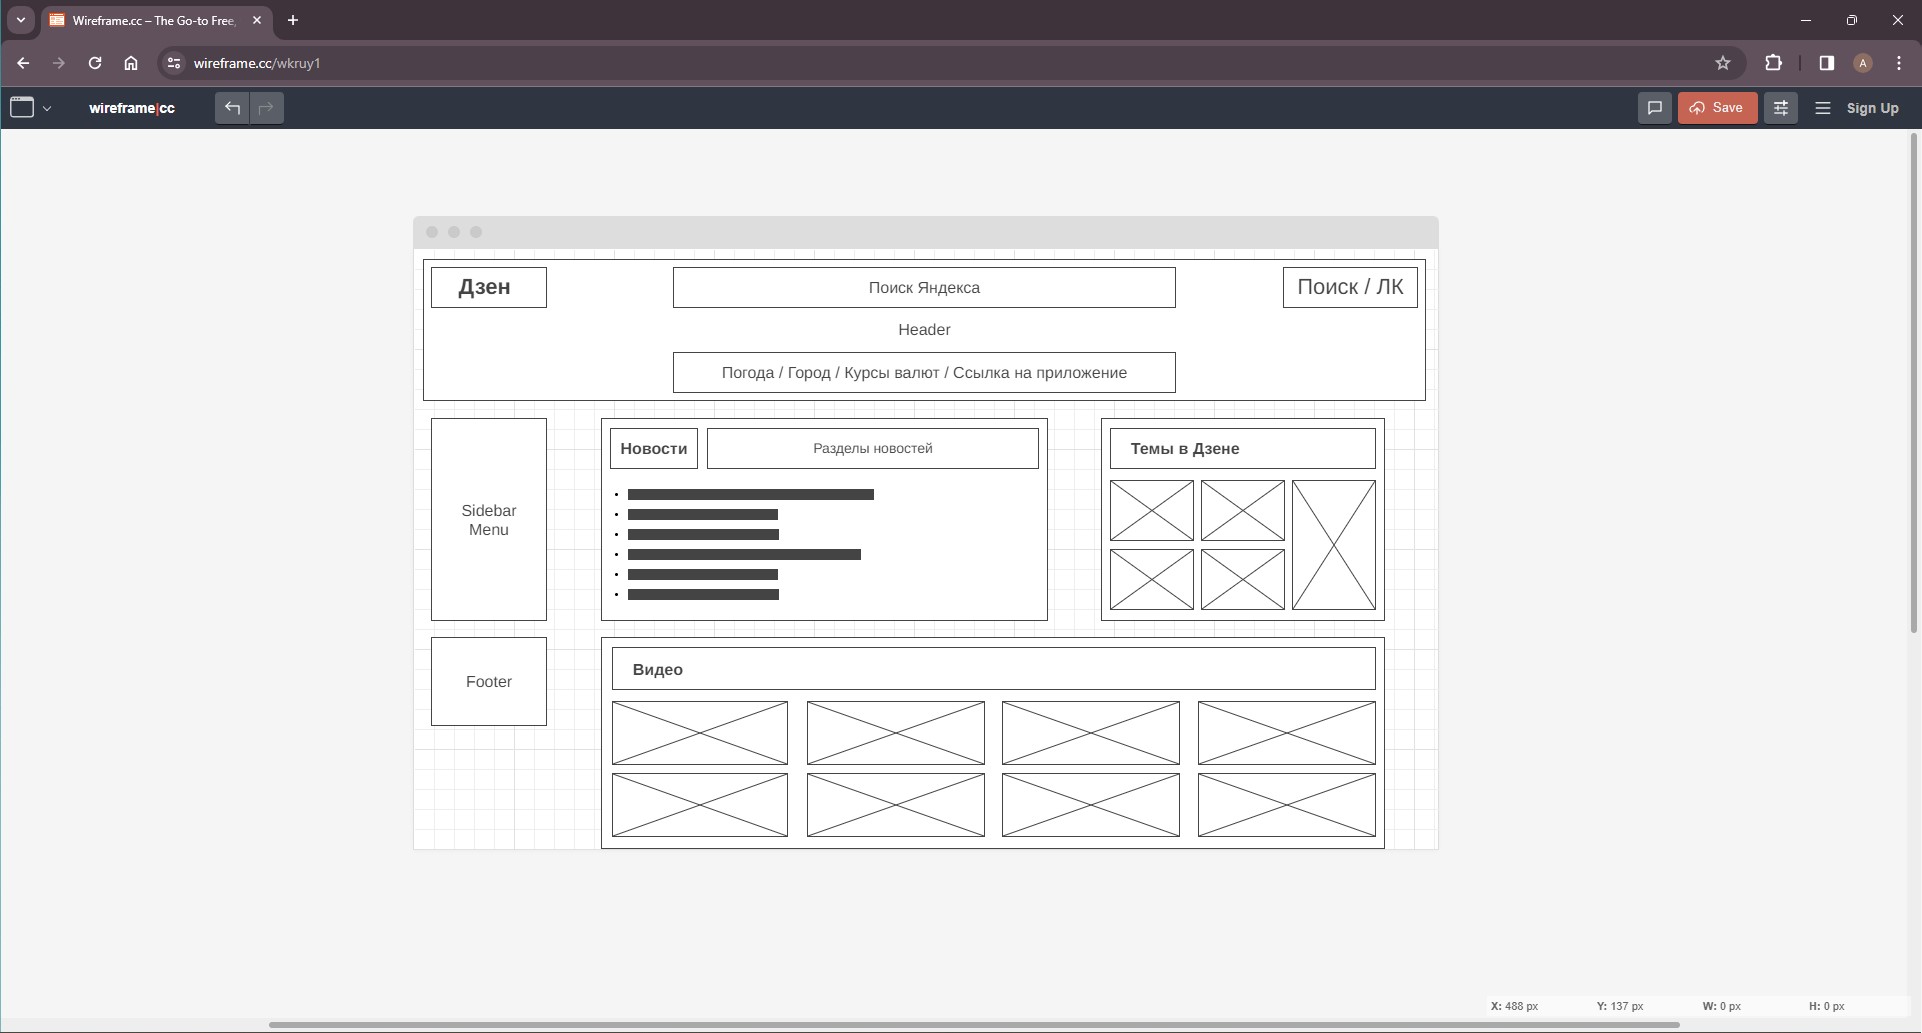 Wireframe.cc – The Go-to Free,
wireframe.cc/wkruy1
A
wireframe|cc
Save
Sign Up
Дзен
Поиск Яндекса
Поиск / ЛК
Header
Погода / Город / Курсы валют / Ссылка на приложение
Sidebar
Menu
Новости
Разделы новостей
Темы в Дзене
Footer
Видео
X: 488 px Y: 137 px W: 0 px H: 0 px